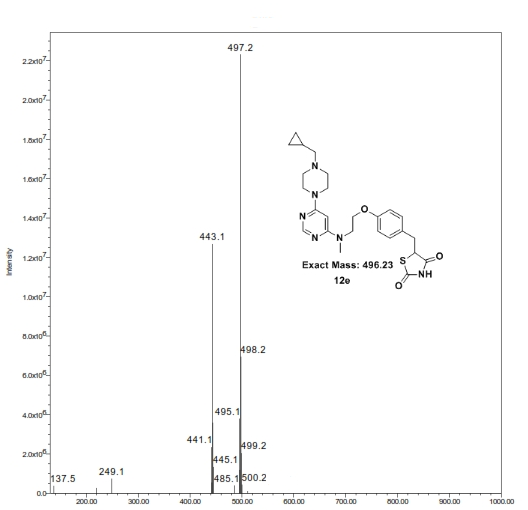 497.2
2.2x10⁷
2.0x10⁷
1.8x10⁷
1.6x10⁷
1.4x10⁷
1.2x10⁷
1.0x10⁷
8.0x10⁶
6.0x10⁶
4.0x10⁶
2.0x10⁶
0.0
Intensity
443.1
498.2
495.1
441.1
499.2
445.1
485.1
500.2
249.1
137.5
N
N
N
N
N
O
S
O
NH
O
Exact Mass: 496.23
12e
200.00 300.00 400.00 500.00 600.00 700.00 800.00 900.00 1000.00